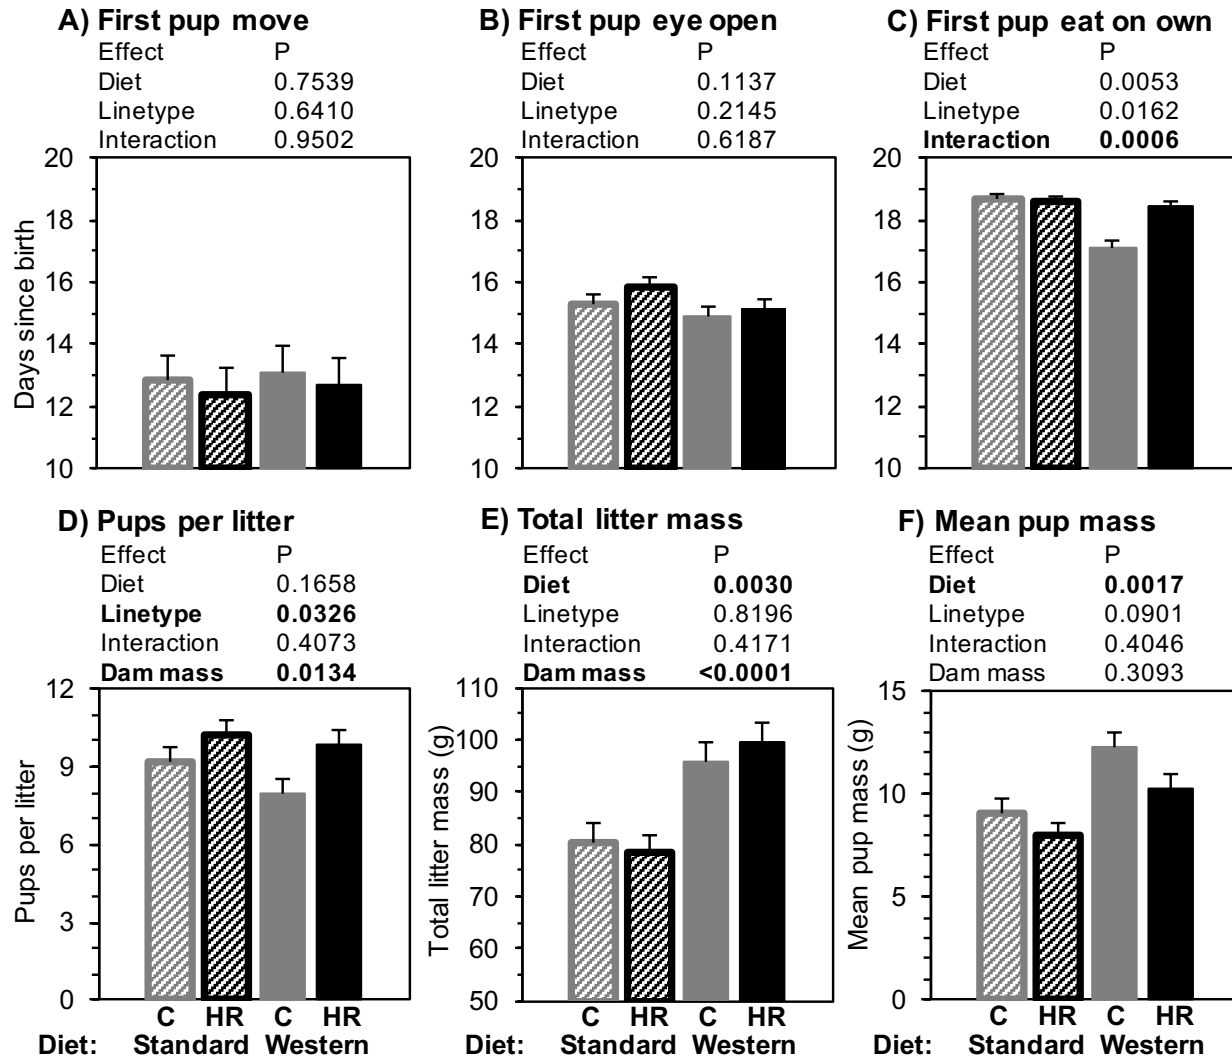 A) First pup move
Effect P
Diet 0.7539
Linetype 0.6410
Interaction 0.9502
20
18
16
14
12
10
Days since birth
B) First pup eye open
Effect P
Diet 0.1137
Linetype 0.2145
Interaction 0.6187
20
18
16
14
12
10
C) First pup eat on own
Effect P
Diet 0.0053
Linetype 0.0162
Interaction 0.0006
20
18
16
14
12
10
D) Pups per litter
Effect P
Diet 0.1658
Linetype 0.0326
Interaction 0.4073
Dam mass 0.0134
12
9
6
3
0
Pups per litter
C HR C HR
Diet: Standard Western
E) Total litter mass
Effect P
Diet 0.0030
Linetype 0.8196
Interaction 0.4171
Dam mass <0.0001
110
100
90
80
70
60
50
Total litter mass (g)
C HR C HR
Diet: Standard Western
F) Mean pup mass
Effect P
Diet 0.0017
Linetype 0.0901
Interaction 0.4046
Dam mass 0.3093
15
10
5
0
Mean pup mass (g)
C HR C HR
Diet: Standard Western